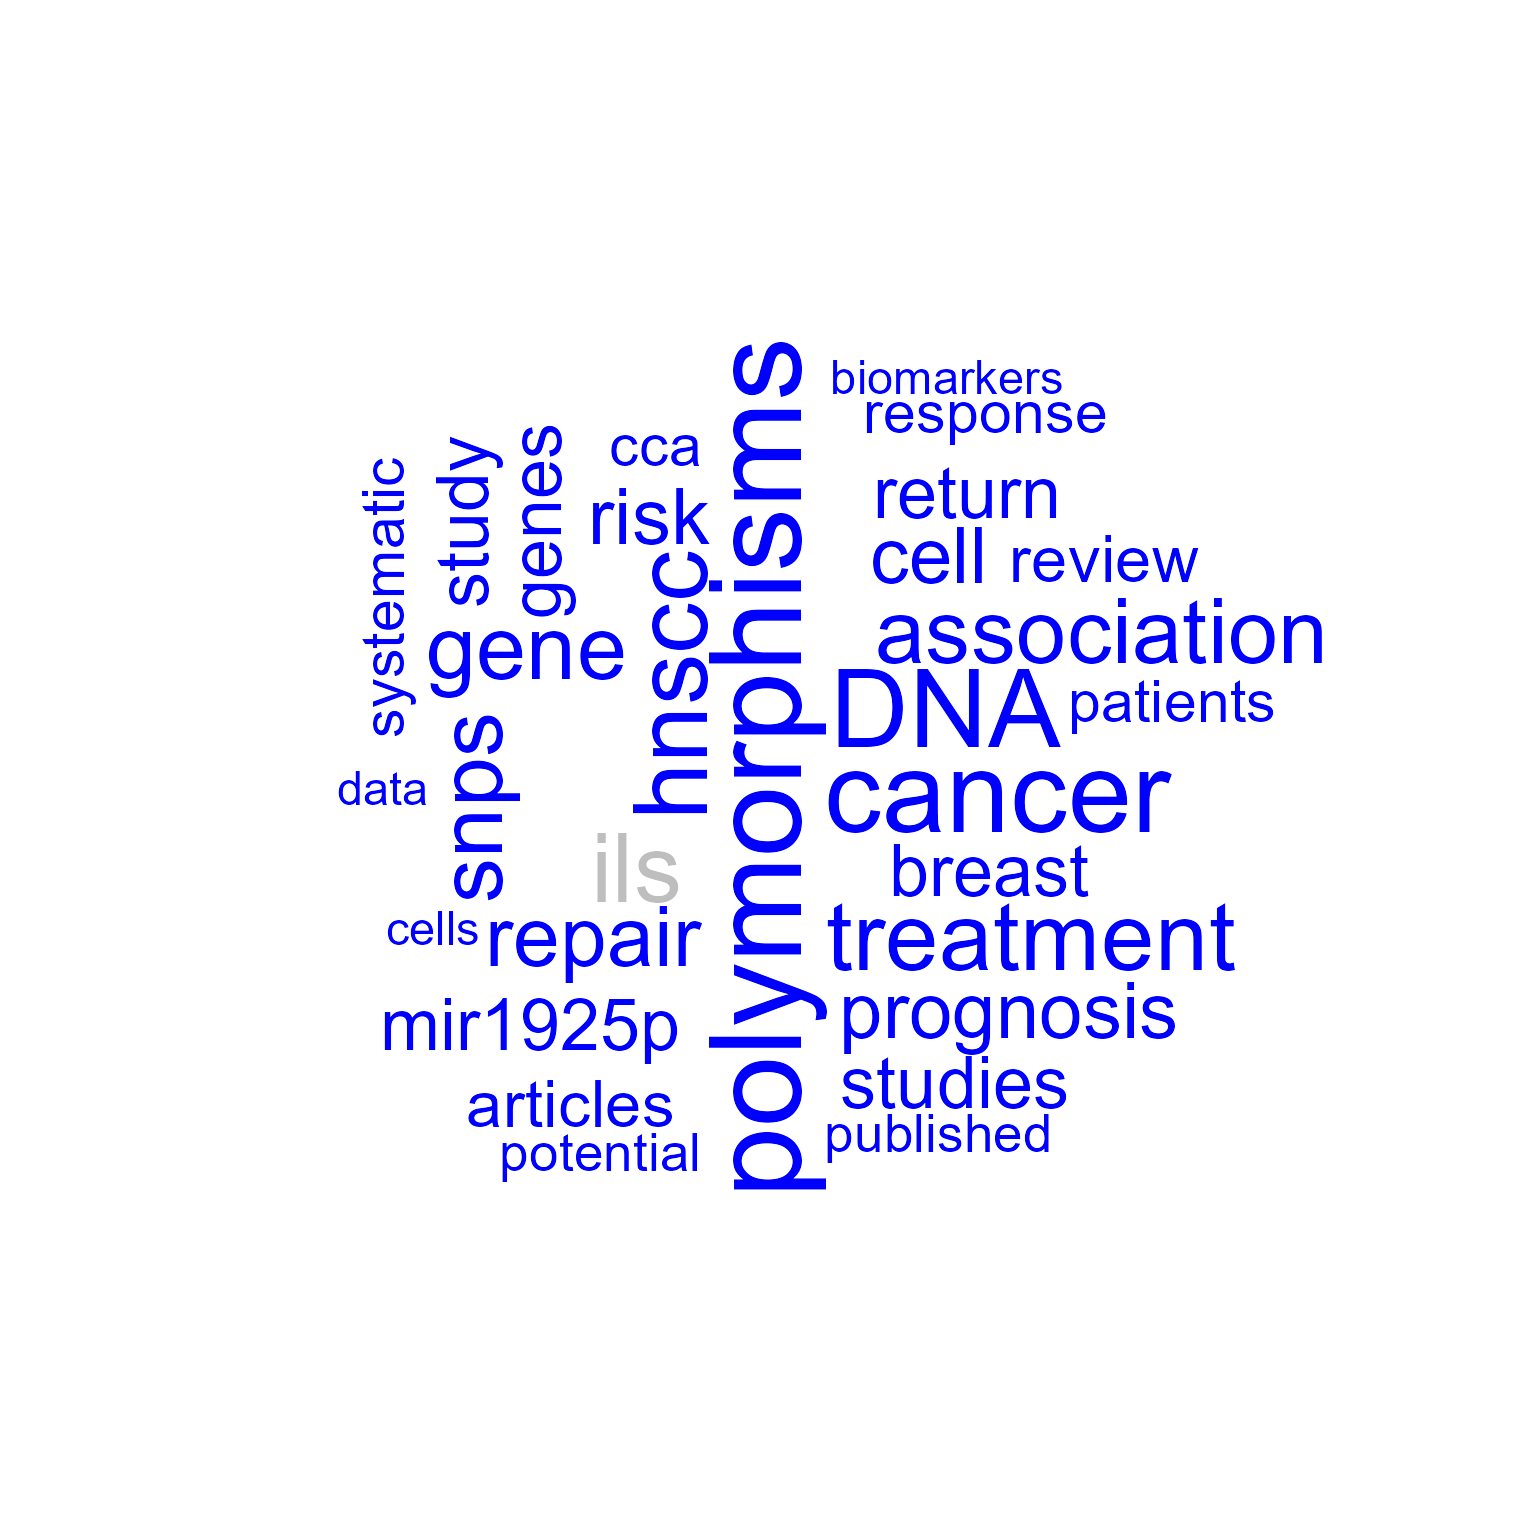 biomarkers
response
cca
return
risk
study
genes
systematic
cell
review
hnscc
polymorphisms
association
gene
DNA
patients
snps
data
cancer
ils
breast
cells
repair
treatment
mir1925p
prognosis
articles
studies
potential
published